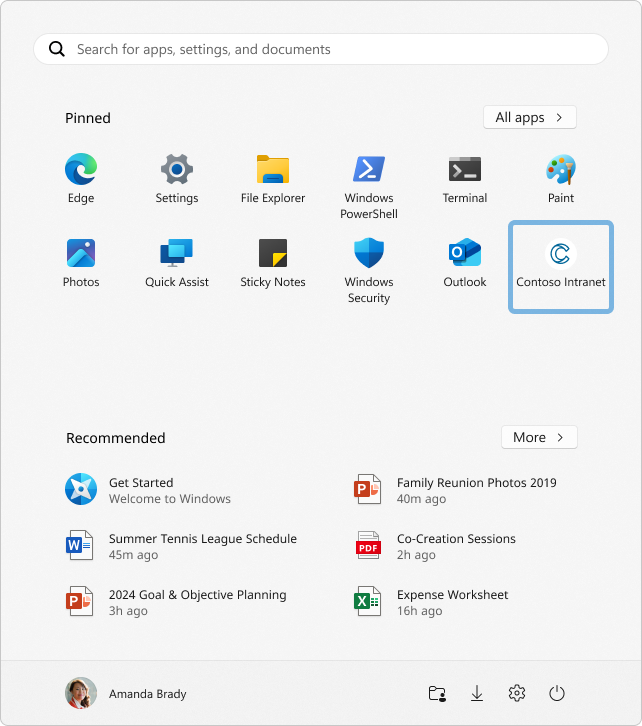 Search for apps, settings, and documents
Pinned
All apps
Edge
Settings
File Explorer
Windows
PowerShell
Terminal
Paint
Photos
Quick Assist
Sticky Notes
Windows
Security
Outlook
Contoso Intranet
Recommended
More
Get Started
Welcome to Windows
Family Reunion Photos 2019
40m ago
Summer Tennis League Schedule
45m ago
Co-Creation Sessions
2h ago
2024 Goal & Objective Planning
3h ago
Expense Worksheet
16h ago
Amanda Brady
P
W
PDF
P
X
O
C